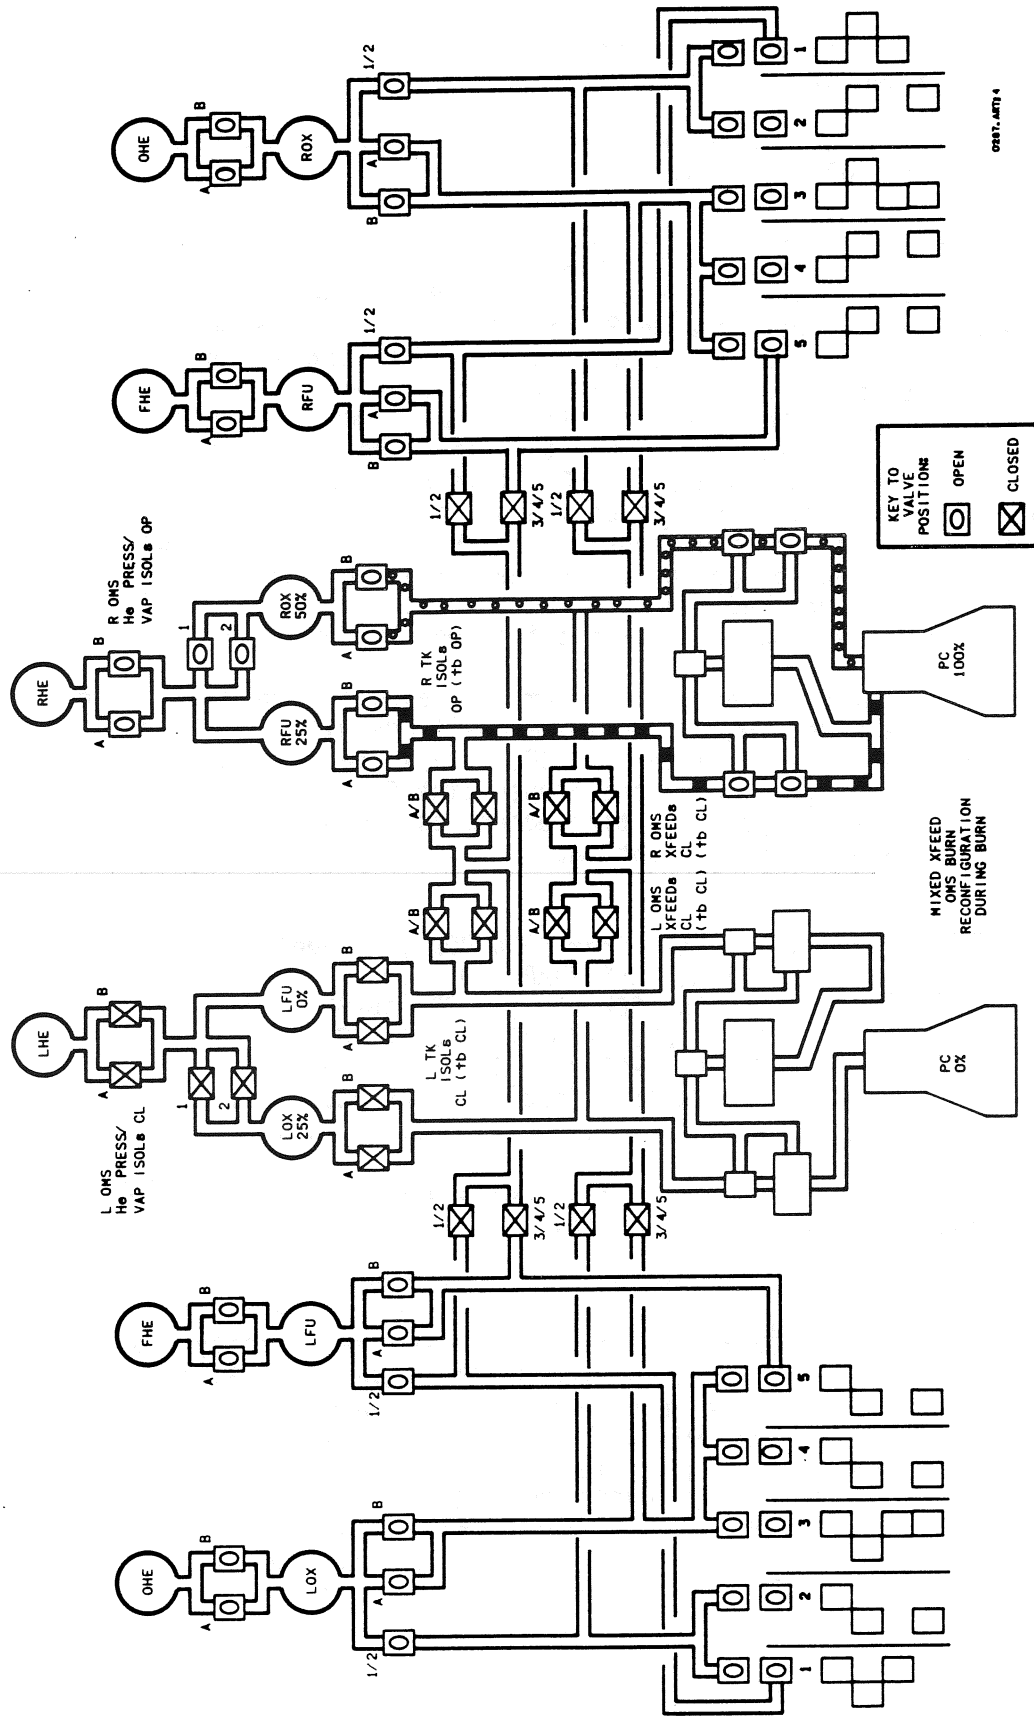 OHE
A
B
LOX
1/2
A
B
1
2
3
4
5
FHE
A
B
LFU
1/2
A
B
1/2
3/4/5
1/2
3/4/5
L OMS
He PRESS/
VAP ISOLs CL
LHE
A
B
1
2
LOX
25%
LFU
0%
A
B
A
B
L TK
ISOLs
CL (tb CL)
A/B
A/B
A/B
A/B
L OMS
XFEEDs
CL
(tb CL)
R OMS
XFEEDs
CL
(tb CL)
PC
0%
MIXED XFEED
OMS BURN
RECONFIGURATION
DURING BURN
RHE
A
B
R OMS
He PRESS/
VAP ISOLs OP
1
2
RFU
25%
ROX
50%
A
B
A
B
R TK
ISOLs
OP (tb OP)
PC
100%
1/2
3/4/5
1/2
3/4/5
KEY TO
VALVE
POSITION:
OPEN
CLOSED
FHE
A
B
RFU
B
A
1/2
OHE
A
B
ROX
B
A
1/2
5
4
3
2
1
0287.ART; 4